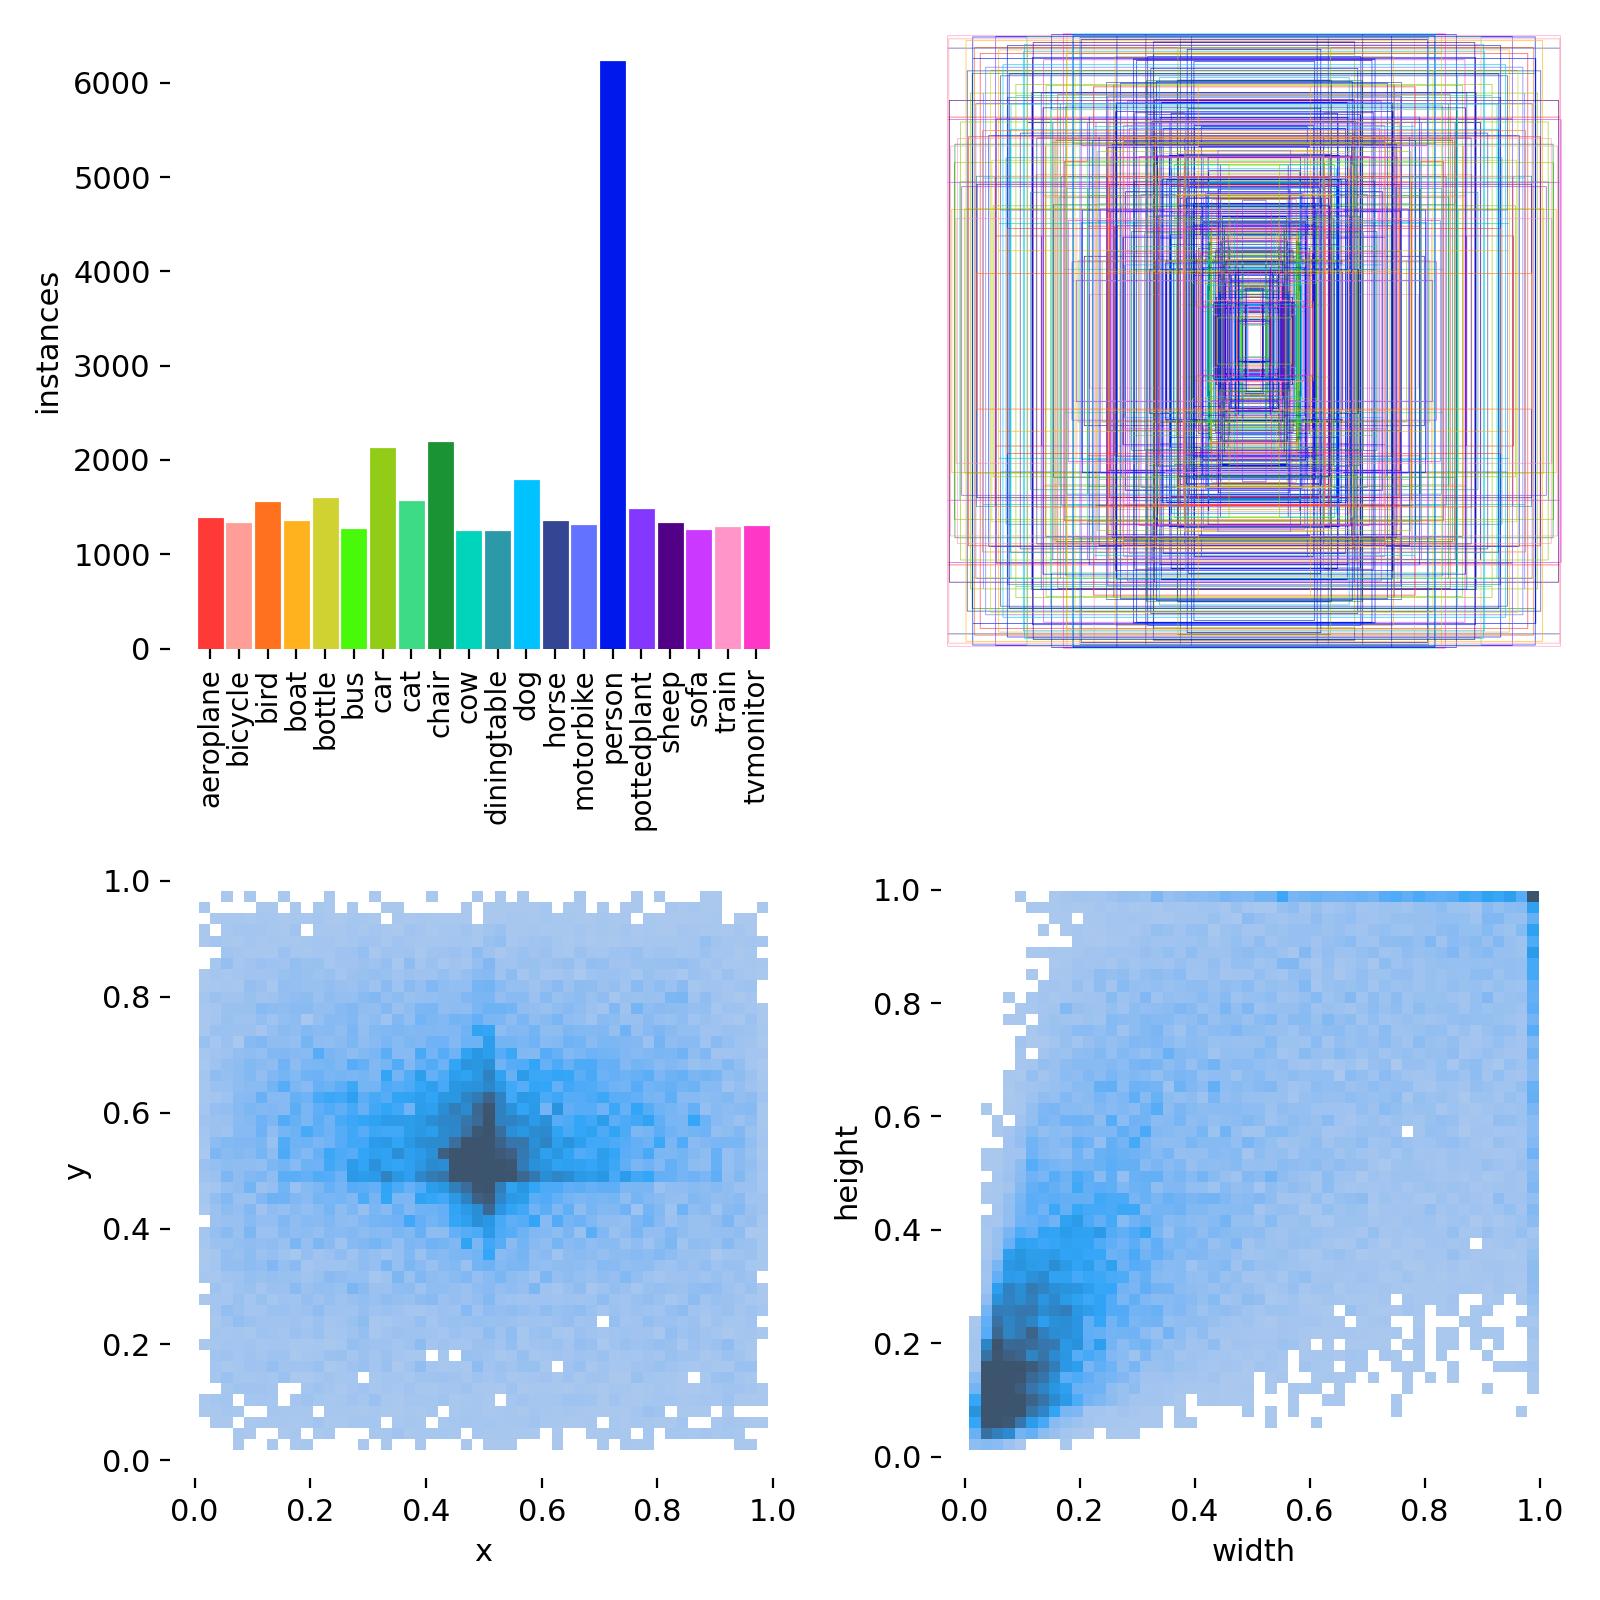 instances
6000
5000
4000
3000
2000
1000
0
aeroplane
bicycle
bird
boat
bottle
bus
car
cat
chair
cow
diningtable
dog
horse
motorbike
person
pottedplant
sheep
sofa
train
tvmonitor
y
1.0
0.8
0.6
0.4
0.2
0.0
0.0 0.2 0.4 0.6 0.8 1.0
x
height
1.0
0.8
0.6
0.4
0.2
0.0
0.0 0.2 0.4 0.6 0.8 1.0
width